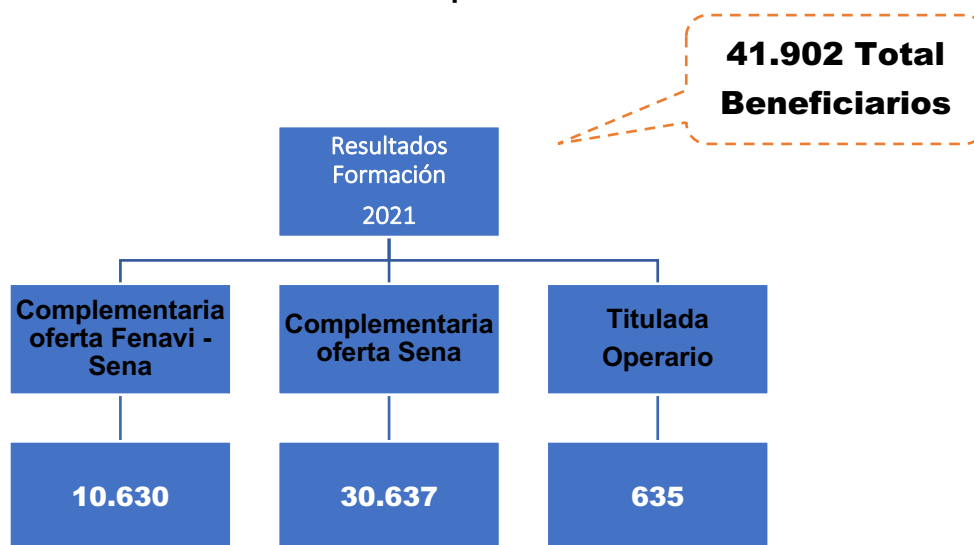 41.902 Total
Beneficiarios
Resultados
Formación
2021
Complementaria
oferta Fenavi -
Sena
Complementaria
oferta Sena
Titulada
Operario
10.630
30.637
635